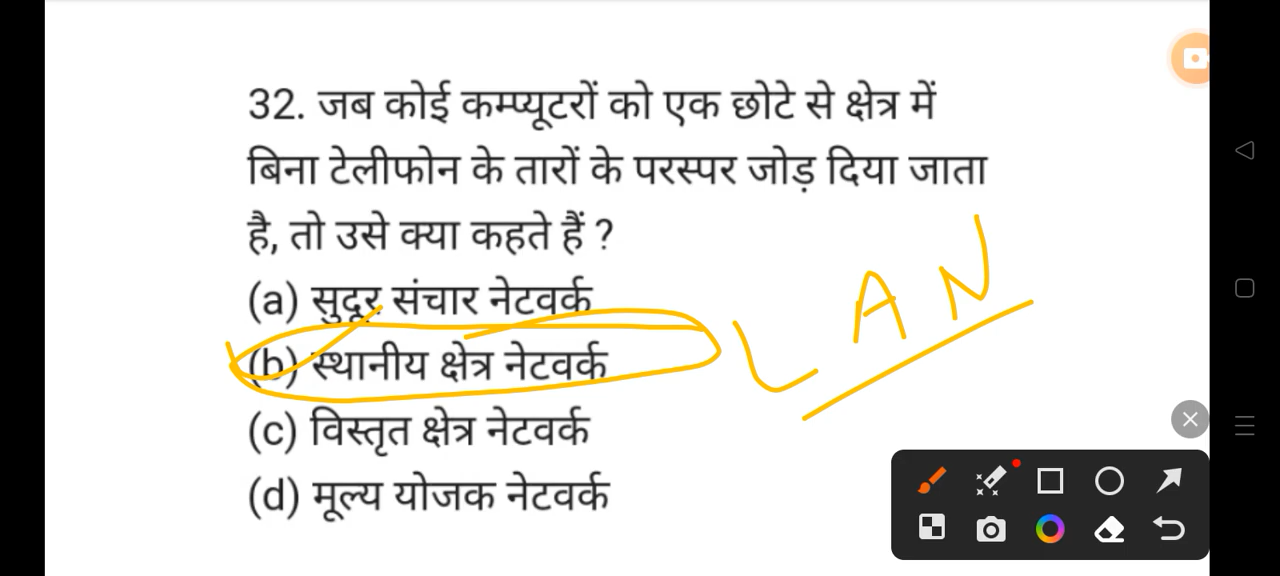 32. जब कोई कम्प्यूटरों को एक छोटे से क्षेत्र में
बिना टेलीफोन के तारों के परस्पर जोड़ दिया जाता
है, तो उसे क्या कहते हैं ?
(a) सुदूर संचार नेटवर्क
(b) स्थानीय क्षेत्र नेटवर्क
LAN
(c) विस्तृत क्षेत्र नेटवर्क
(d) मूल्य योजक नेटवर्क